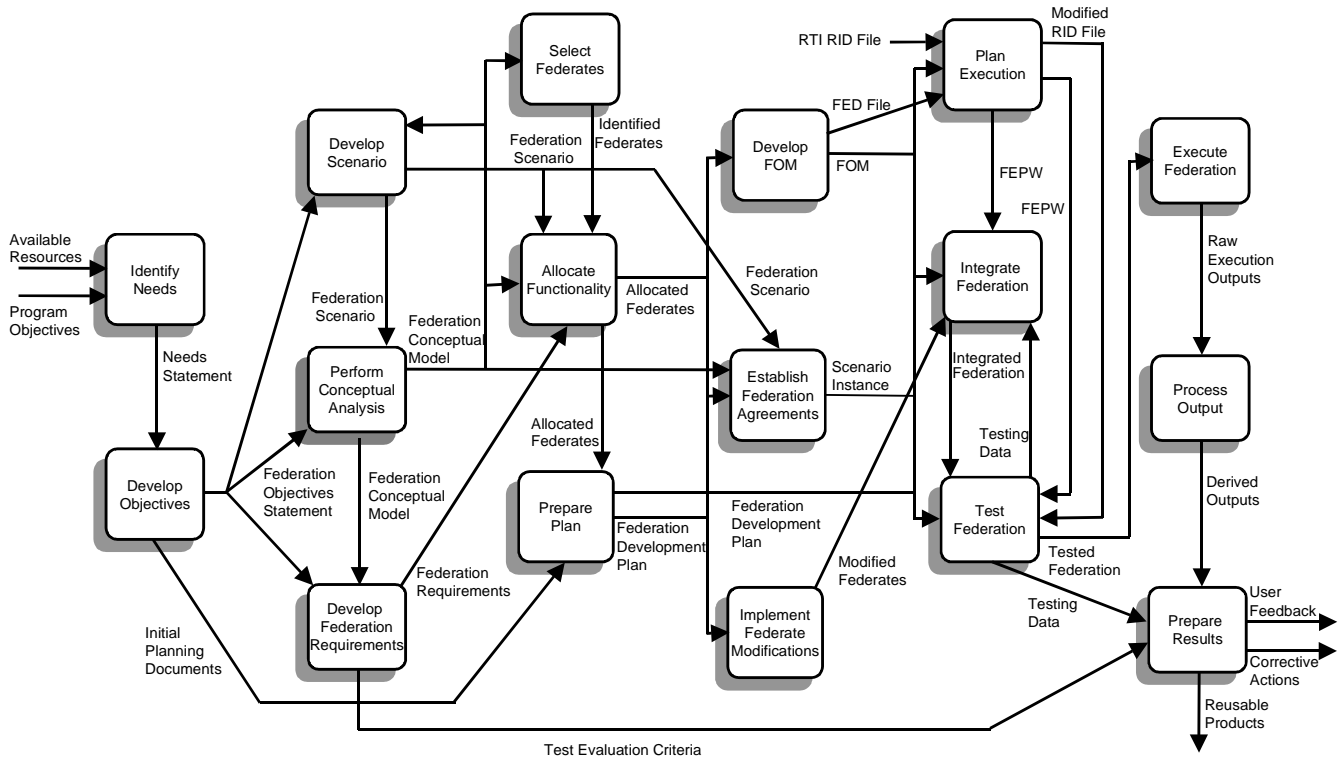 Available
Resources
Program
Objectives
Identify
Needs
Needs
Statement
Develop
Objectives
Initial
Planning
Documents
Federation
Objectives
Statement
Develop
Scenario
Federation
Scenario
Federation
Scenario
Perform
Conceptual
Analysis
Federation
Conceptual
Model
Federation
Conceptual
Model
Develop
Federation
Requirements
Federation
Requirements
Test Evaluation Criteria
Select
Federates
Identified
Federates
Allocate
Functionality
Allocated
Federates
Allocated
Federates
Prepare
Plan
Federation
Development
Plan
Federation
Development
Plan
Develop
FOM
FED File
FOM
Federation
Scenario
Establish
Federation
Agreements
Scenario
Instance
Implement
Federate
Modifications
Modified
Federates
RTI RID File
Plan
Execution
Modified
RID File
FEPW
FEPW
Integrate
Federation
Integrated
Federation
Testing
Data
Test
Federation
Tested
Federation
Testing
Data
Execute
Federation
Raw
Execution
Outputs
Process
Output
Derived
Outputs
Prepare
Results
User
Feedback
Corrective
Actions
Reusable
Products